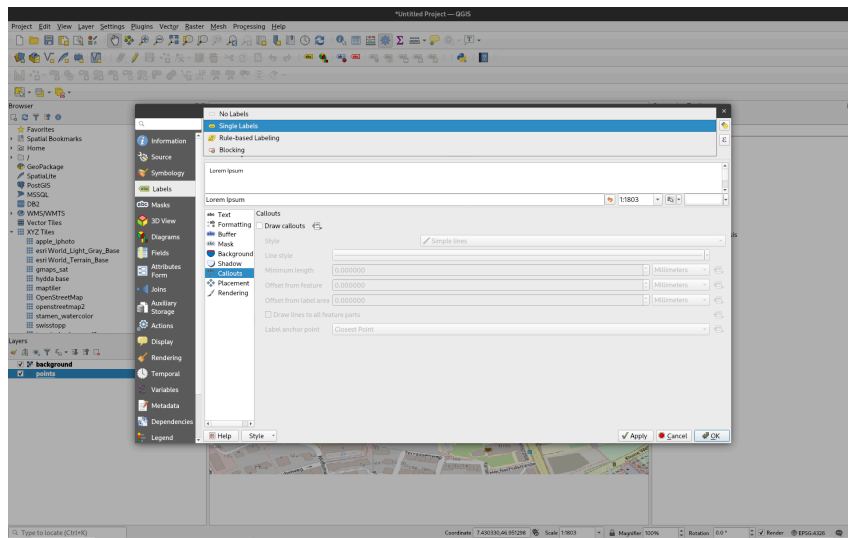 *Untitled Project — QGIS
Project Edit View Layer Settings Plugins Vector Raster Mesh Processing Help
Browser
Favorites
Spatial Bookmarks
Home
/
GeoPackage
SpatiaLite
PostGIS
MSSQL
DB2
WMS/WMTS
Vector Tiles
XYZ Tiles
apple_iphoto
esri World_Light_Gray_Base
esri World_Terrain_Base
gmaps_sat
hydda base
maptiler
OpenStreetMap
openstreetmap2
stamen_watercolor
swisstopp
Layers
background
points
Information
Source
Symbology
Labels
Masks
3D View
Diagrams
Fields
Attributes Form
Joins
Auxiliary Storage
Actions
Display
Rendering
Temporal
Variables
Metadata
Dependencies
Legend
No Labels
Single Labels
Rule-based Labeling
Blocking
Lorem Ipsum
Lorem Ipsum
1:1803
Text
Formatting
Buffer
Mask
Background
Shadow
Callouts
Placement
Rendering
Callouts
Draw callouts
Style
Simple lines
Line style
Minimum length 0.000000 Millimeters
Offset from feature 0.000000 Millimeters
Offset from label area 0.000000 Millimeters
Draw lines to all feature parts
Label anchor point Closest Point
Help Style Apply Cancel OK
Type to locate (Ctrl+K)
Coordinate 7.430330,46.951298 Scale 1:1803 Magnifier 100% Rotation 0.0° Render EPSG:4326